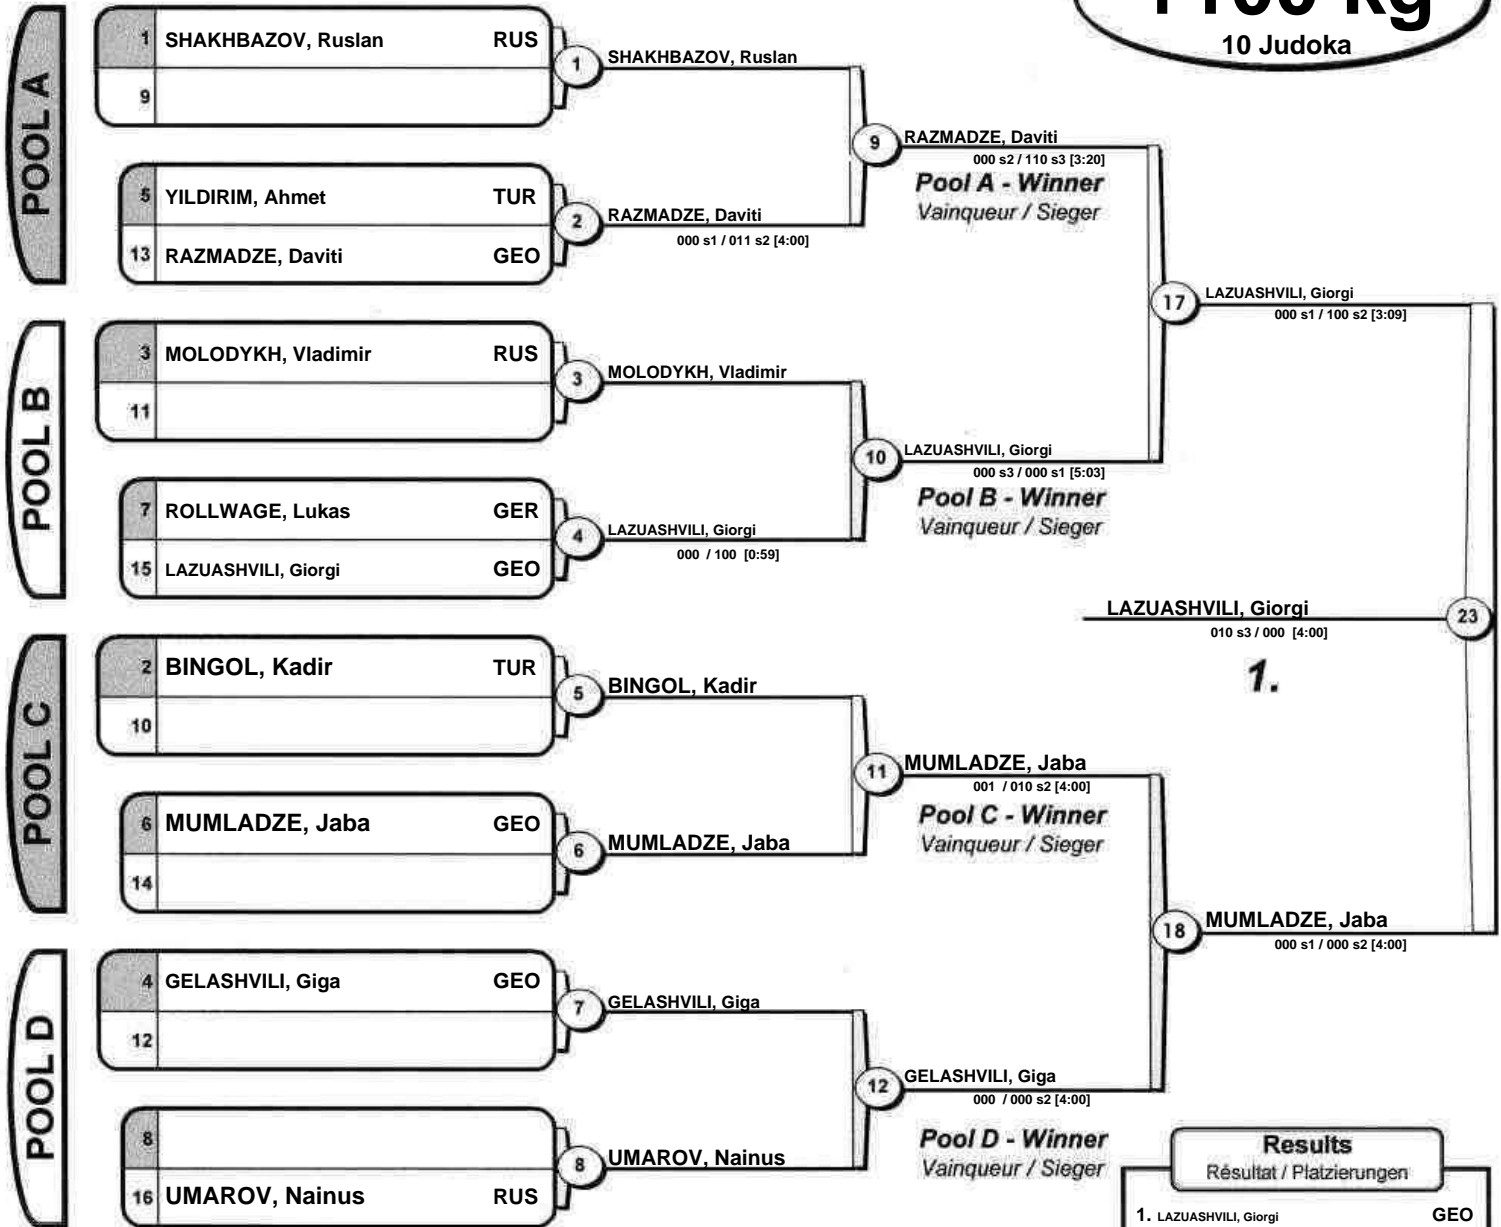 10 Judoka
POOL A
1 SHAKHBAZOV, Ruslan RUS
9
1
SHAKHBAZOV, Ruslan
5 YILDIRIM, Ahmet TUR
13 RAZMADZE, Daviti GEO
2
RAZMADZE, Daviti
000 s1 / 011 s2 [4:00]
9
RAZMADZE, Daviti
000 s2 / 110 s3 [3:20]
Pool A - Winner
Vainqueur / Sieger
POOL B
3 MOLODYKH, Vladimir RUS
11
3
MOLODYKH, Vladimir
7 ROLLWAGE, Lukas GER
15 LAZUASHVILI, Giorgi GEO
4
LAZUASHVILI, Giorgi
000 / 100 [0:59]
10
LAZUASHVILI, Giorgi
000 s3 / 000 s1 [5:03]
Pool B - Winner
Vainqueur / Sieger
17
LAZUASHVILI, Giorgi
000 s1 / 100 s2 [3:09]
LAZUASHVILI, Giorgi
23
010 s3 / 000 [4:00]
1.
POOL C
2 BINGOL, Kadir TUR
10
5
BINGOL, Kadir
6 MUMLADZE, Jaba GEO
14
6
MUMLADZE, Jaba
11
MUMLADZE, Jaba
001 / 010 s2 [4:00]
Pool C - Winner
Vainqueur / Sieger
POOL D
4 GELASHVILI, Giga GEO
12
7
GELASHVILI, Giga
8
16 UMAROV, Nainus RUS
8
UMAROV, Nainus
12
GELASHVILI, Giga
000 / 000 s2 [4:00]
Pool D - Winner
Vainqueur / Sieger
18
MUMLADZE, Jaba
000 s1 / 000 s2 [4:00]
Results
Résultat / Platzierungen
1. LAZUASHVILI, Giorgi GEO